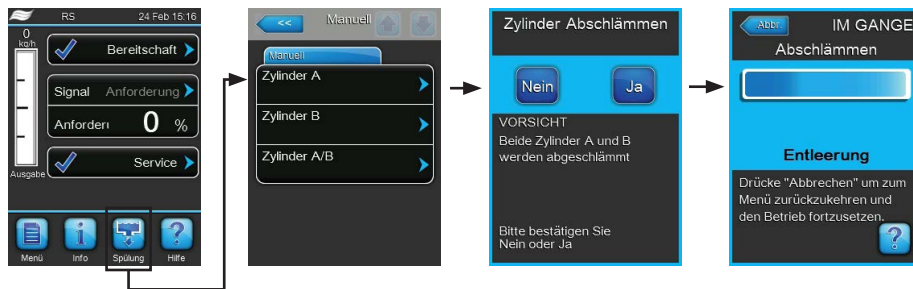 RS 24 Feb 15:16
0
kg/h
Bereitschaft
Signal Anforderung
Anforderı 0 %
Service
Ausgabe
Menü Info Spülung Hilfe
<< Manuell
Manuell
Zylinder A
Zylinder B
Zylinder A/B
Zylinder Abschlämmen
Nein Ja
VORSICHT
Beide Zylinder A und B
werden abgeschlämmt
Bitte bestätigen Sie
Nein oder Ja
Abbr. IM GANGE
Abschlämmen
Entleerung
Drücke "Abbrechen" um zum
Menü zurückzukehren und
den Betrieb fortzusetzen.
?